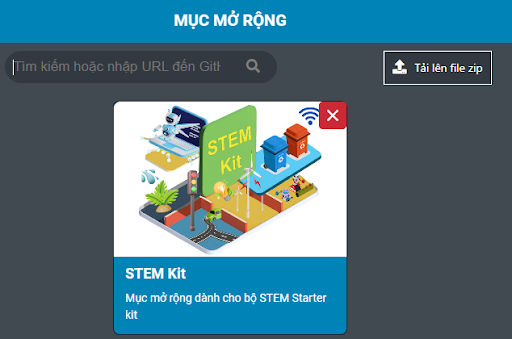 MỤC MỞ RỘNG
Tìm kiếm hoặc nhập URL đến Gith
Tải lên file zip
STEM
Kit
STEM Kit
Mục mở rộng dành cho bộ STEM Starter
kit